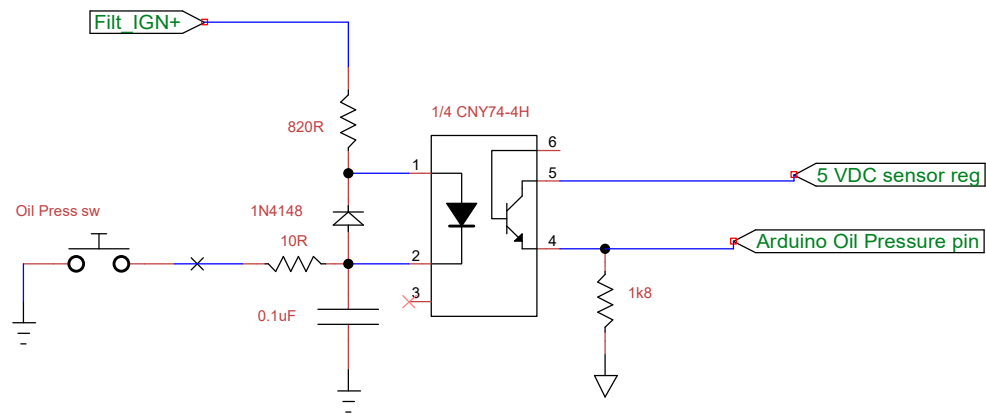 Filt_IGN+
1/4 CNY74-4H
820R
6
1
5
5 VDC sensor reg
Oil Press sw
1N4148
10R
4
Arduino Oil Pressure pin
2
3
1k8
0.1uF